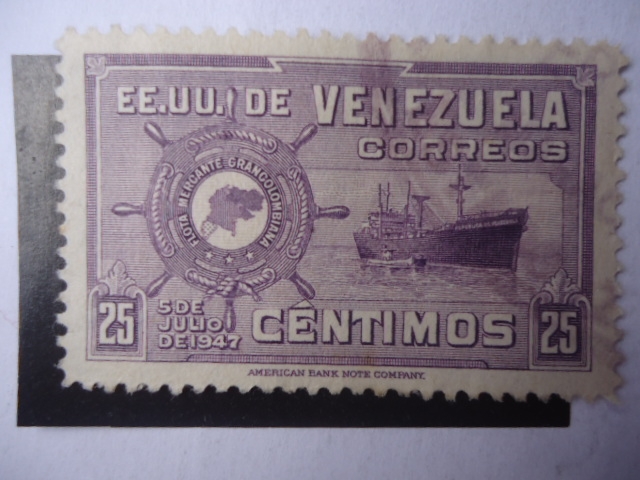 EE.UU. DE VENEZUELA
CORREOS
FLOTA MERCANTE GRANCOLOMBIANA
5 DE
JULIO
DE 1947
25 CÉNTIMOS 25
AMERICAN BANK NOTE COMPANY.